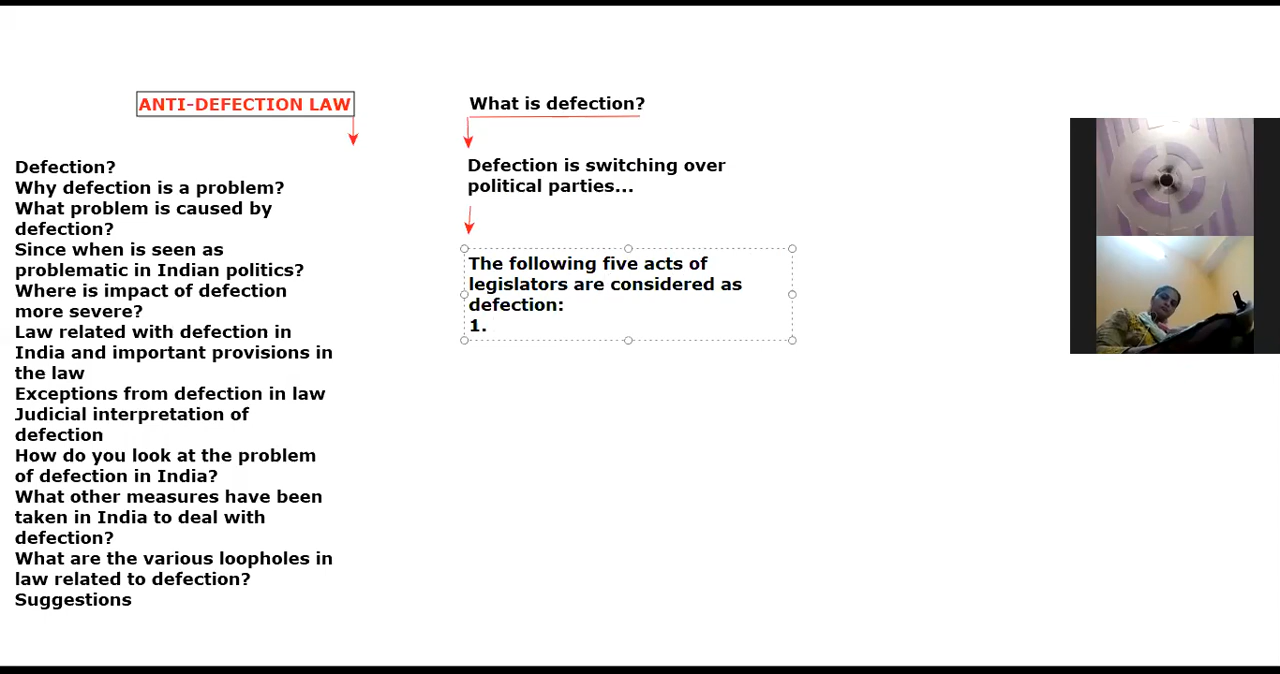 ANTI-DEFECTION LAW
Defection?
Why defection is a problem?
What problem is caused by
defection?
Since when is seen as
problematic in Indian politics?
Where is impact of defection
more severe?
Law related with defection in
India and important provisions in
the law
Exceptions from defection in law
Judicial interpretation of
defection
How do you look at the problem
of defection in India?
What other measures have been
taken in India to deal with
defection?
What are the various loopholes in
law related to defection?
Suggestions
What is defection?
Defection is switching over
political parties...
The following five acts of
legislators are considered as
defection:
1.